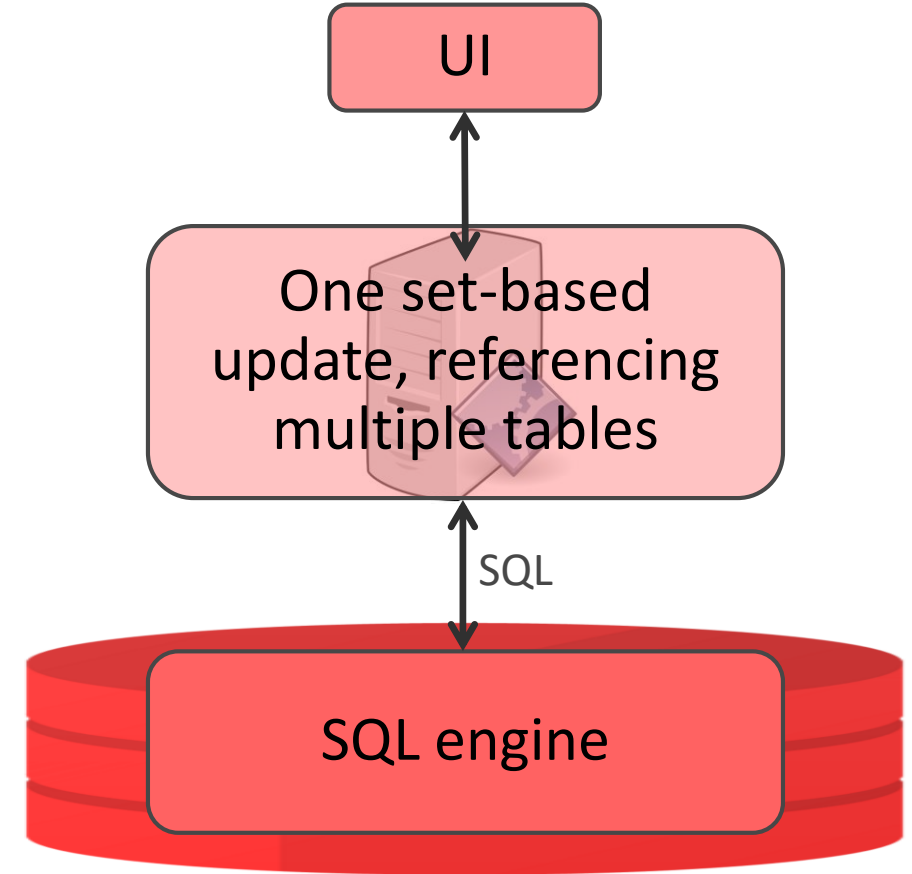 UI
One set-based
update, referencing
multiple tables
SQL
SQL engine